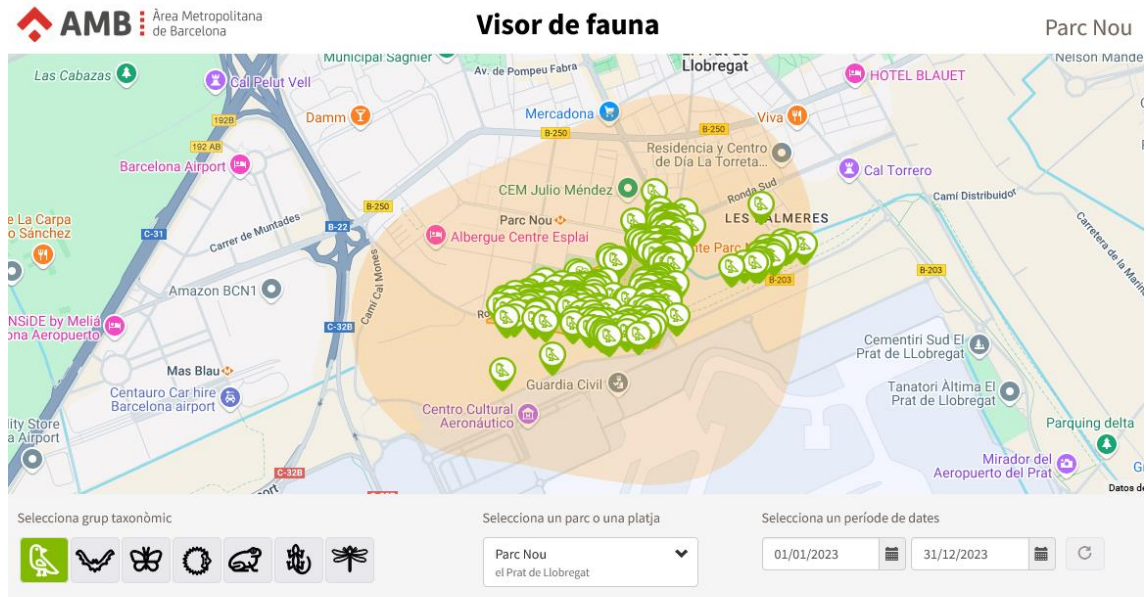 AMB
Àrea Metropolitana
de Barcelona
Visor de fauna
Parc Nou
Las Cabazas
Cal Pelut Vell
Municipal Sagnier
Av. de Pompeu Fabra
El Prat de
Llobregat
HOTEL BLAUET
Nelson Mande
192B
Damm
Mercadona
B-250
B-250
Viva
192 AB
Barcelona Airport
Residencia y Centro
de Día La Torreta...
Cal Torrero
CEM Julio Méndez
Ronda Sud
Camí Distribuidor
e La Carpa
o Sánchez
C-31
Carrer de Muntades
B-250
B-22
Parc Nou
Albergue Centre Esplai
LES PALMERES
Carretera de la Marin
Amazon BCN1
Camí Cal Mones
B-203
B-203
NSiDE by Meliá
ona Aeropuerto
C-32B
Cementiri Sud El
Prat de LLobregat
Mas Blau
Centauro Car hire
Barcelona airport
Guardia Civil
Tanatori Àltima El
Prat de Llobregat
Centro Cultural
Aeronáutico
ility Store
a Airport
Parquing delta
C-32B
Mirador del
Aeropuerto del Prat
Datos d
Selecciona grup taxonòmic
Selecciona un parc o una platja
Selecciona un període de dates
Parc Nou
el Prat de Llobregat
01/01/2023
31/12/2023